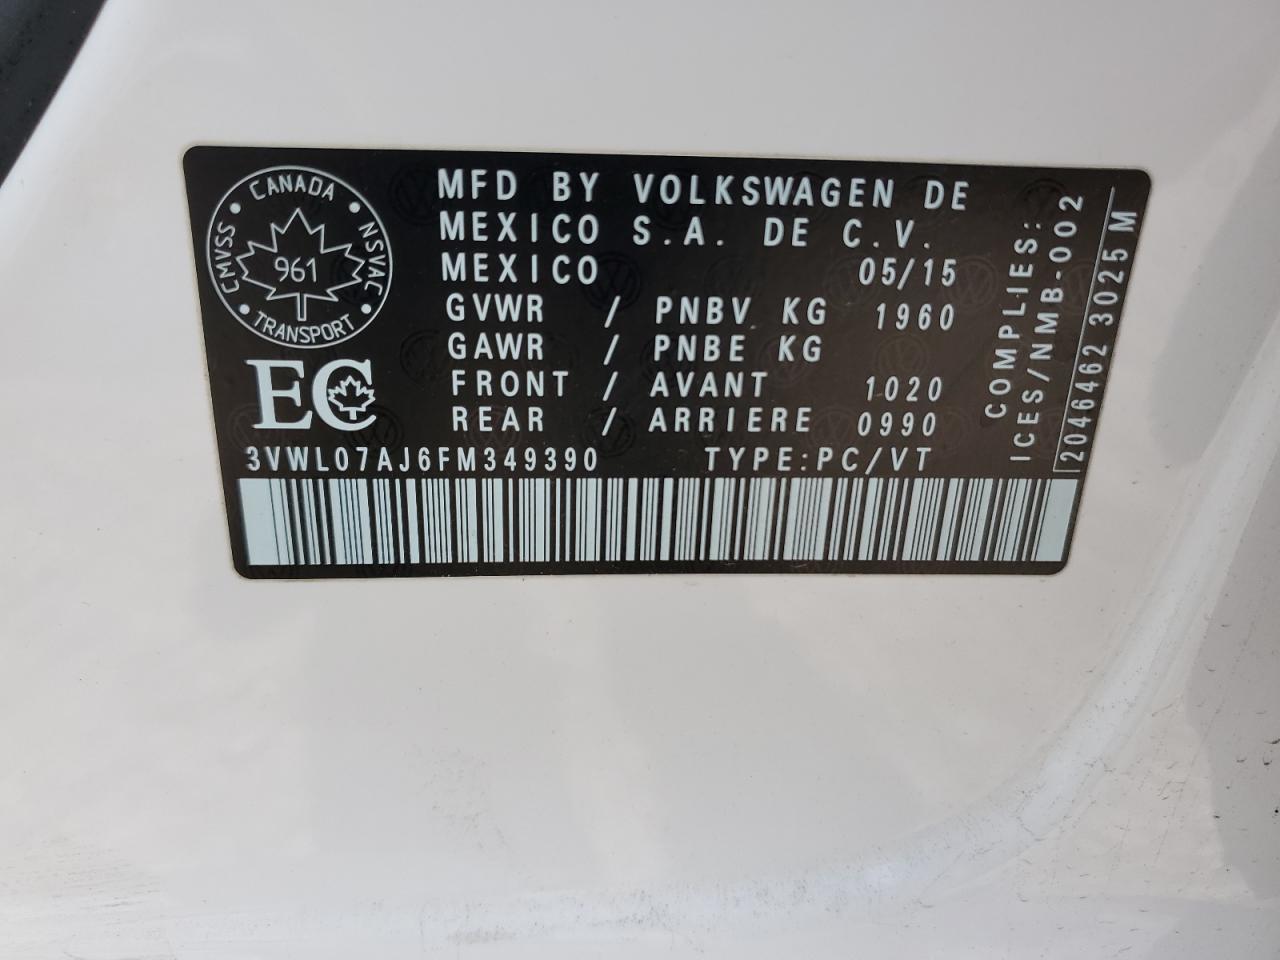 CANADA
CMVSS NSVAC
961
TRANSPORT
EC
MFD BY VOLKSWAGEN DE
MEXICO S.A. DE C.V.
MEXICO 05/15
GVWR / PNBV KG 1960
GAWR / PNBE KG
FRONT / AVANT 1020
REAR / ARRIERE 0990
3VWL07AJ6FM349390 TYPE:PC/VT
COMPLIES:
ICES/NMB-002
2046462 3025 M